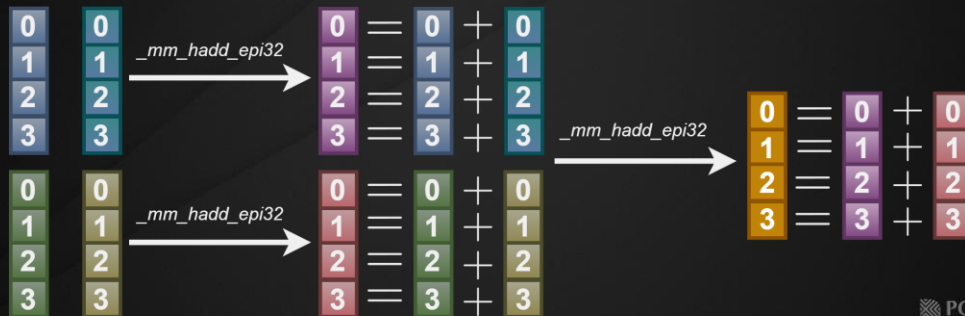 0 0 0 = 0 + 0
_mm_hadd_epi32
1 1 1 = 1 + 1
2 2 2 = 2 + 2
3 3 3 = 3 + 3
_mm_hadd_epi32
0 = 0 + 0
1 = 1 + 1
2 = 2 + 2
3 = 3 + 3
0 0 0 = 0 + 0
_mm_hadd_epi32
1 1 1 = 1 + 1
2 2 2 = 2 + 2
3 3 3 = 3 + 3